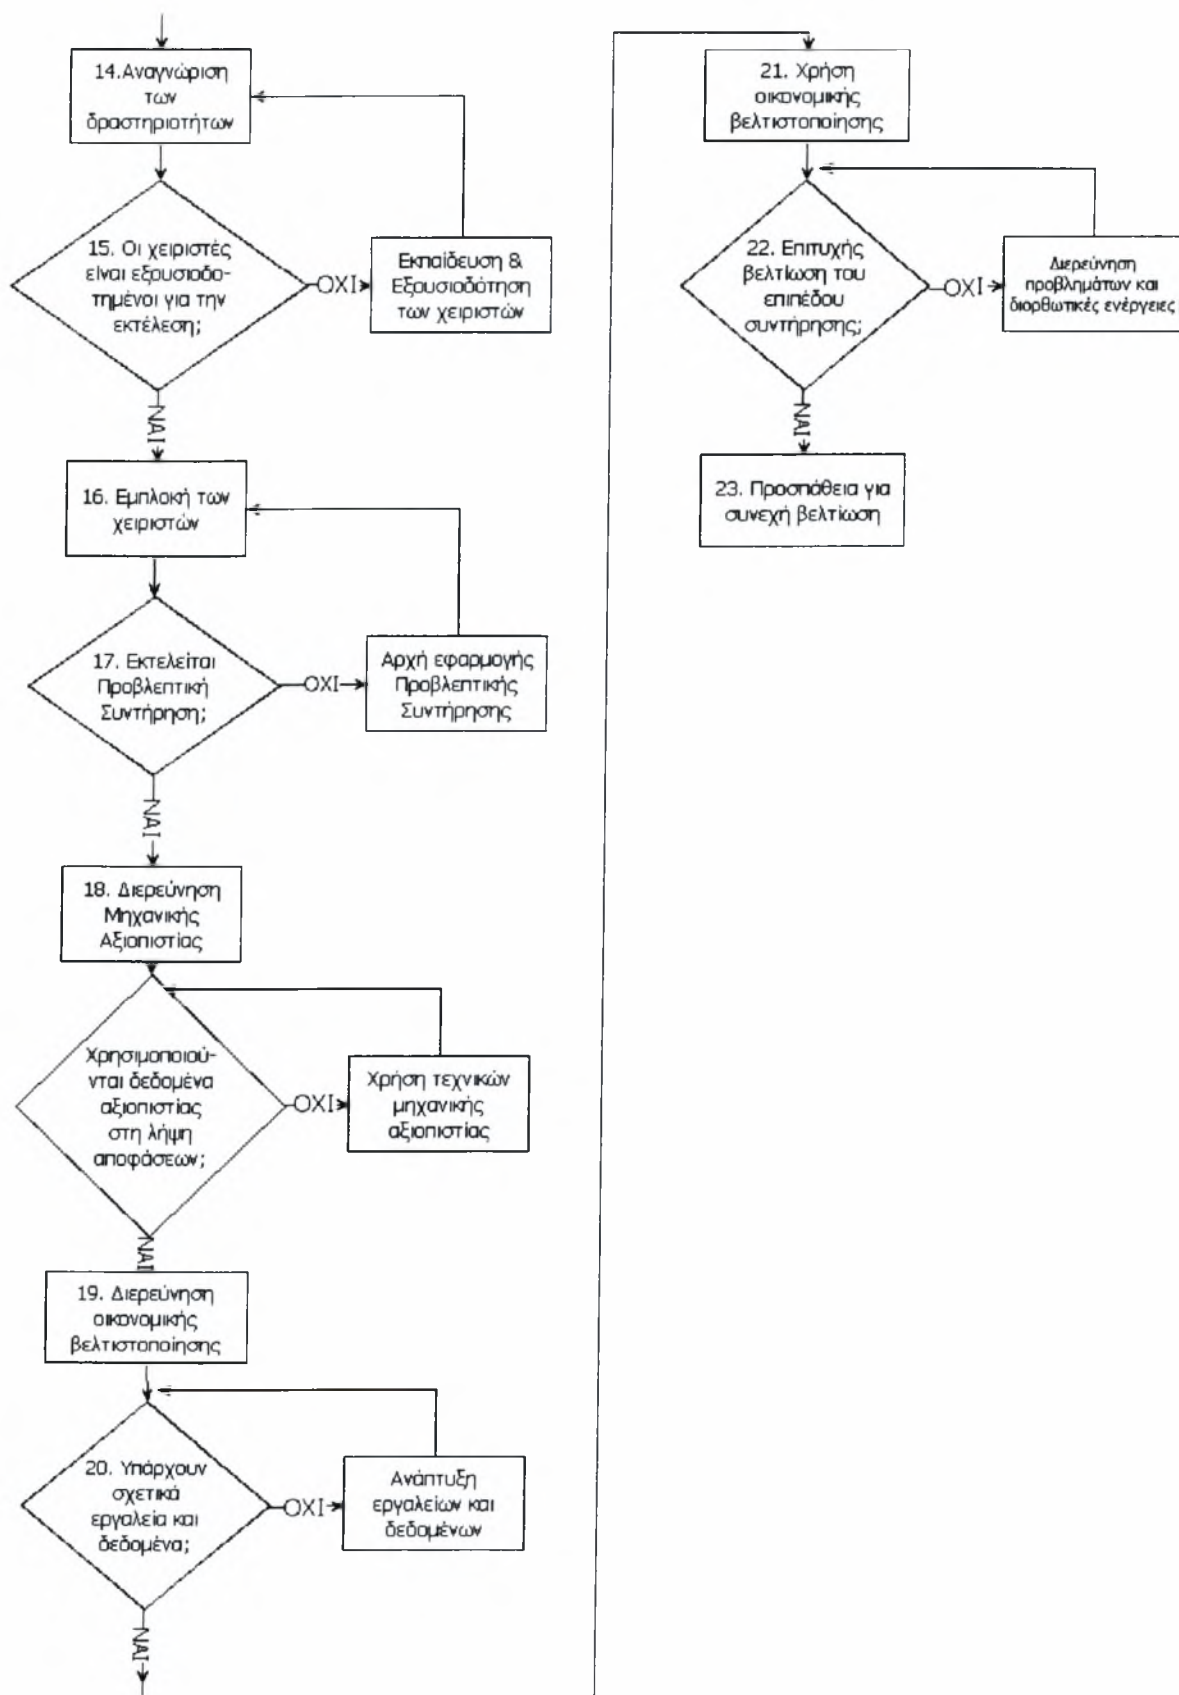 14.Αναγνώριση
των
δραστηριοτήτων
15. Οι χειριστές
είναι εξουσιοδο-
τημένοι για την
εκτέλεση;
ΟΧΙ
Εκπαίδευση &
Εξουσιοδότηση
των χειριστών
ΝΑΙ
16. Εμπλοκή των
χειριστών
17. Εκτελείται
Προβλεπτική
Συντήρηση;
ΟΧΙ
Αρχή εφαρμογής
Προβλεπτικής
Συντήρησης
ΝΑΙ
18. Διερεύνηση
Μηχανικής
Αξιοπιστίας
Χρησιμοποιού-
νται δεδομένα
αξιοπιστίας
στη λήψη
αποφάσεων;
ΟΧΙ
Χρήση τεχνικών
μηχανικής
αξιοπιστίας
ΝΑΙ
19. Διερεύνηση
οικονομικής
βελτιστοποίησης
20. Υπάρχουν
σχετικά
εργαλεία και
δεδομένα;
ΟΧΙ
Ανάπτυξη
εργαλείων και
δεδομένων
ΝΑΙ
21. Χρήση
οικονομικής
βελτιστοποίησης
22. Επιτυχής
βελτίωση του
επιπέδου
συντήρησης;
ΟΧΙ
Διερεύνηση
προβλημάτων και
διορθωτικές ενέργειες
ΝΑΙ
23. Προσπάθεια για
συνεχή βελτίωση